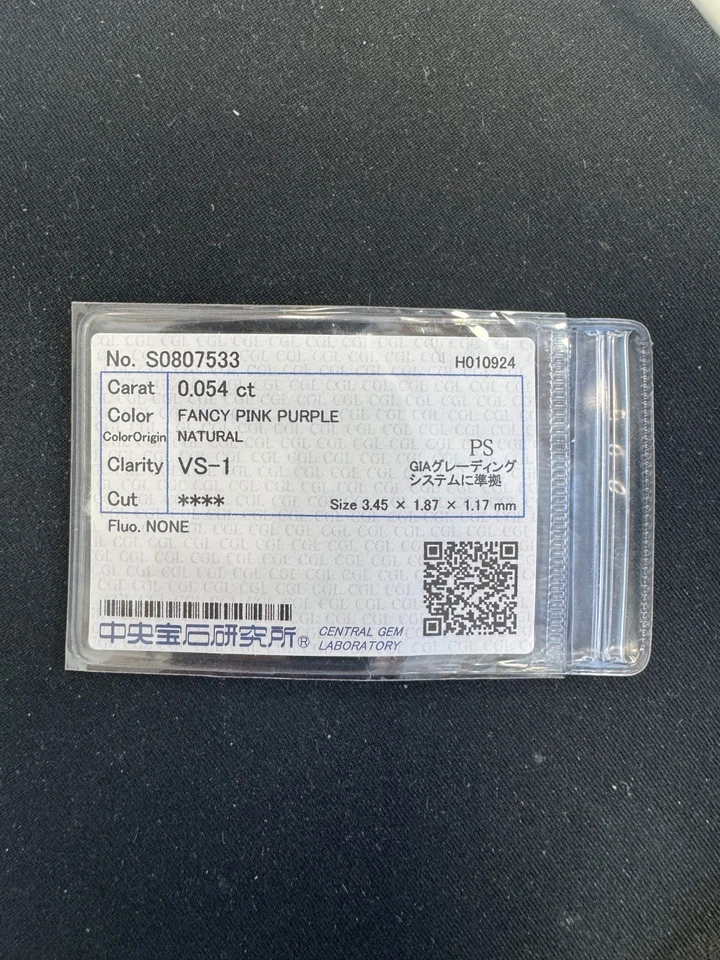 No. S0807533 H010924
Carat 0.054 ct
Color FANCY PINK PURPLE
ColorOrigin NATURAL
Clarity VS-1
PS
GIAグレーディング
システムに準拠
Cut ****
Size 3.45 × 1.87 × 1.17 mm
Fluo. NONE
中央宝石研究所® CENTRAL GEM
LABORATORY